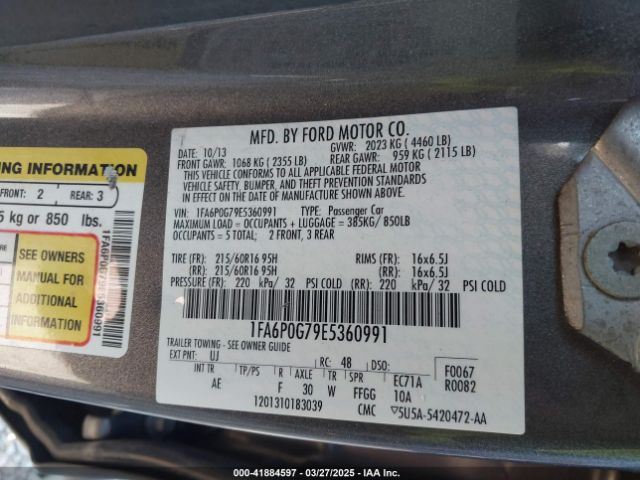 MFD. BY FORD MOTOR CO.
DATE: 10/13 GVWR: 2023 KG ( 4460 LB)
FRONT GAWR: 1068 KG ( 2355 LB) REAR GAWR: 959 KG ( 2115 LB)
THIS VEHICLE CONFORMS TO ALL APPLICABLE FEDERAL MOTOR
VEHICLE SAFETY, BUMPER, AND THEFT PREVENTION STANDARDS IN
EFFECT ON THE DATE OF MANUFACTURE SHOWN ABOVE.
VIN: 1FA6P0G79E5360991 TYPE: Passenger Car
MAXIMUM LOAD = OCCUPANTS + LUGGAGE = 385KG/ 850LB
OCCUPANTS = 5 TOTAL; 2 FRONT, 3 REAR
TIRE (FR): 215/60R16 95H RIMS (FR): 16x6.5J
(RR): 215/60R16 95H (RR): 16x6.5J
PRESSURE (FR): 220 kPa/ 32 PSI COLD (RR): 220 kPa/ 32 PSI COLD
1FA6P0G79E5360991
TRAILER TOWING - SEE OWNER GUIDE
EXT PNT: UJ RC: 48 DSO:
INT TR TP/PS R AXLE TR SPR EC71A F0067
AE F 30 W FFGG 10A R0082
1201310183039 CMC 5U5A-5420472-AA
NG INFORMATION
FRONT: 2 REAR: 3
5 kg or 850 lbs.
SEE OWNERS
MANUAL FOR
ADDITIONAL
INFORMATION
1FA6P0G79E5360991
000-41884597 - 03/27/2025 - IAA Inc.